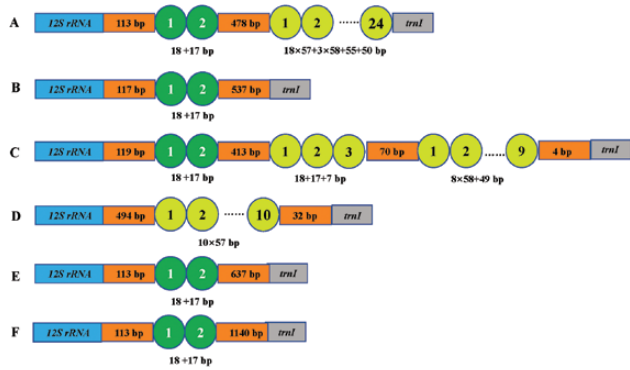 A 12S rRNA 113 bp 1 2 478 bp 1 2 ...... 24 trnI
18+17 bp 18×57+3×58+55+50 bp
B 12S rRNA 117 bp 1 2 537 bp trnI
18+17 bp
C 12S rRNA 119 bp 1 2 413 bp 1 2 3 70 bp 1 2 ...... 9 4 bp trnI
18+17 bp 18+17+7 bp 8×58+49 bp
D 12S rRNA 494 bp 1 2 ...... 10 32 bp trnI
10×57 bp
E 12S rRNA 113 bp 1 2 637 bp trnI
18+17 bp
F 12S rRNA 113 bp 1 2 1140 bp trnI
18+17 bp